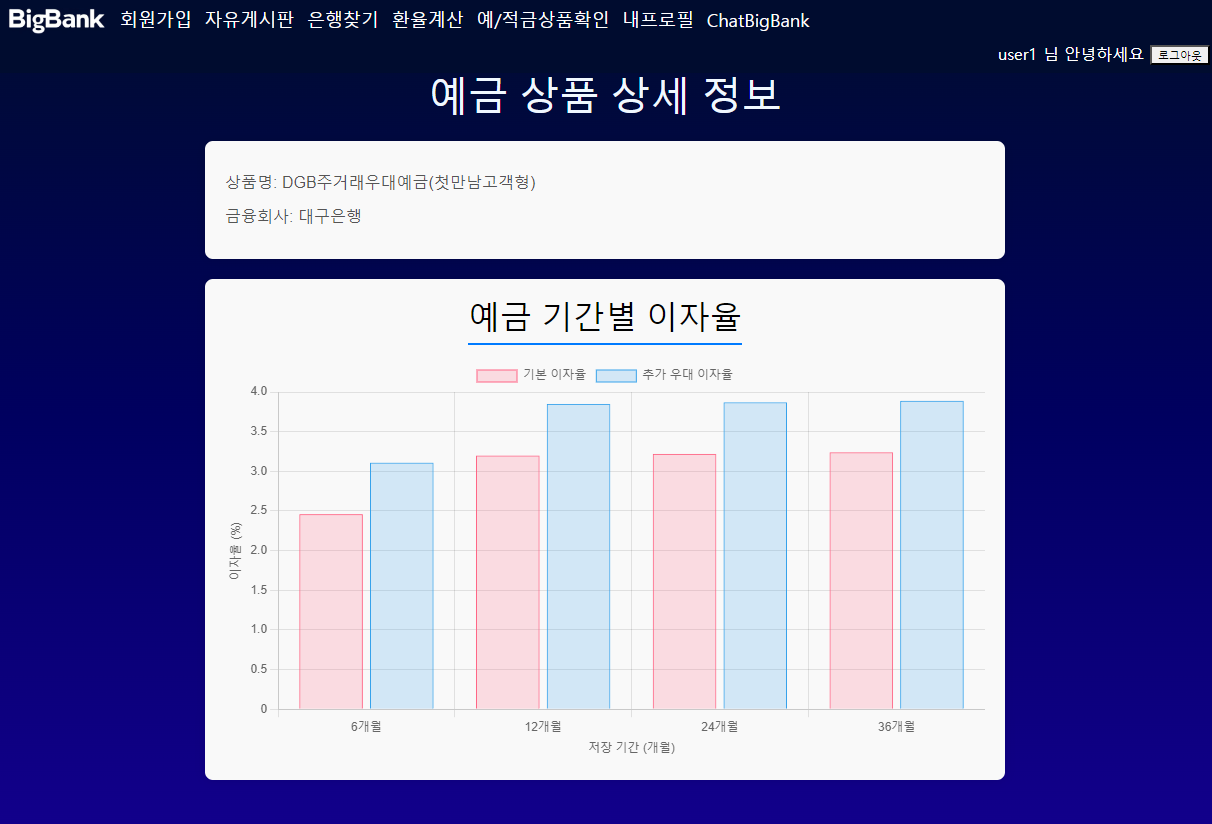 BigBank 회원가입 자유게시판 은행찾기 환율계산 예/적금상품확인 내프로필 ChatBigBank
user1 님 안녕하세요 로그아웃
예금 상품 상세 정보
상품명: DGB주거래우대예금(첫만남고객형)
금융회사: 대구은행
예금 기간별 이자율
기본 이자율 추가 우대 이자율
이자율 (%)
4.0
3.5
3.0
2.5
2.0
1.5
1.0
0.5
0
6개월 12개월 24개월 36개월
저장 기간 (개월)